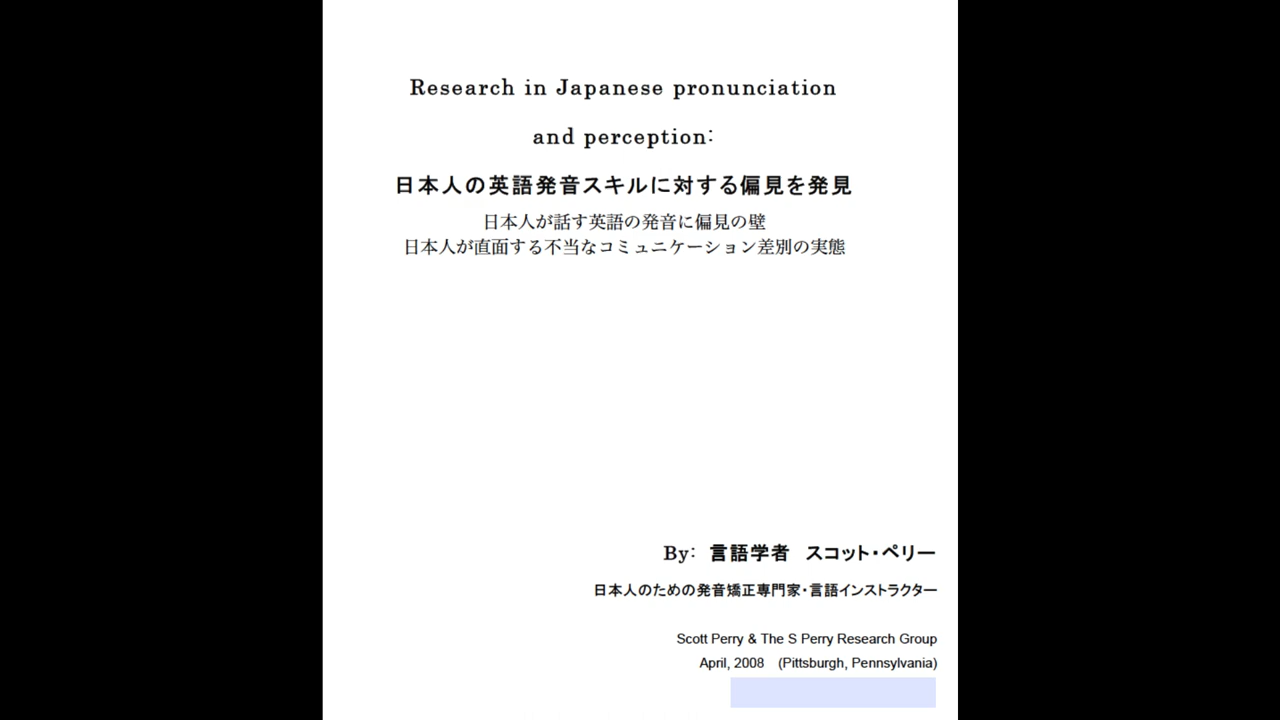 Research in Japanese pronunciation
and perception:
日本人の英語発音スキルに対する偏見を発見
日本人が話す英語の発音に偏見の壁
日本人が直面する不当なコミュニケーション差別の実態
By: 言語学者 スコット・ペリー
日本人のための発音矯正専門家・言語インストラクター
Scott Perry & The S Perry Research Group
April, 2008 (Pittsburgh, Pennsylvania)